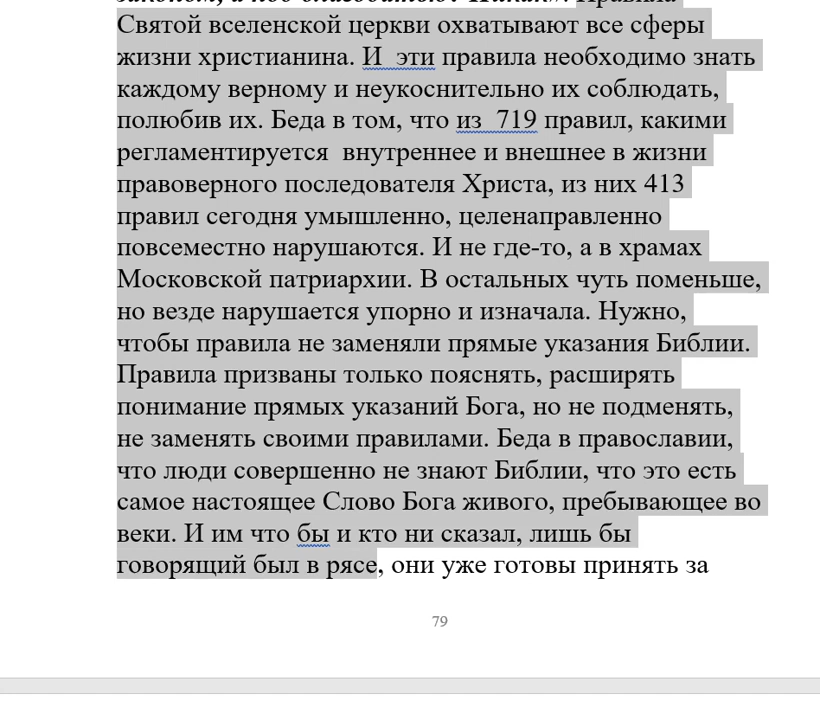 законом, а под благодатью? Никак». Правила
Святой вселенской церкви охватывают все сферы
жизни христианина. И  эти правила необходимо знать
каждому верному и неукоснительно их соблюдать,
полюбив их. Беда в том, что из  719 правил, какими
регламентируется  внутреннее и внешнее в жизни
правоверного последователя Христа, из них 413
правил сегодня умышленно, целенаправленно
повсеместно нарушаются. И не где-то, а в храмах
Московской патриархии. В остальных чуть поменьше,
но везде нарушается упорно и изначала. Нужно,
чтобы правила не заменяли прямые указания Библии.
Правила призваны только пояснять, расширять
понимание прямых указаний Бога, но не подменять,
не заменять своими правилами. Беда в православии,
что люди совершенно не знают Библии, что это есть
самое настоящее Слово Бога живого, пребывающее во
веки. И им что бы и кто ни сказал, лишь бы
говорящий был в рясе, они уже готовы принять за
79